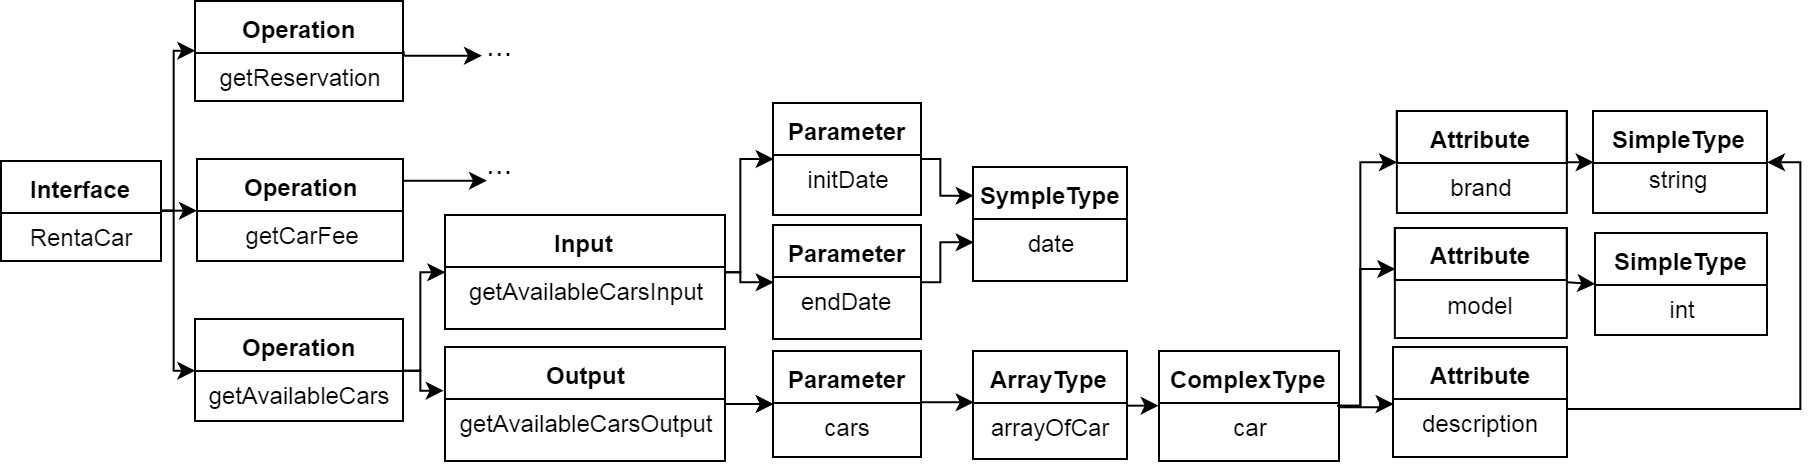 Operation
getReservation
...
Operation
getCarFee
...
Interface
RentaCar
Operation
getAvailableCars
Input
getAvailableCarsInput
Output
getAvailableCarsOutput
Parameter
initDate
Parameter
endDate
SympleType
date
Parameter
cars
ArrayType
arrayOfCar
ComplexType
car
Attribute
brand
SimpleType
string
Attribute
model
SimpleType
int
Attribute
description